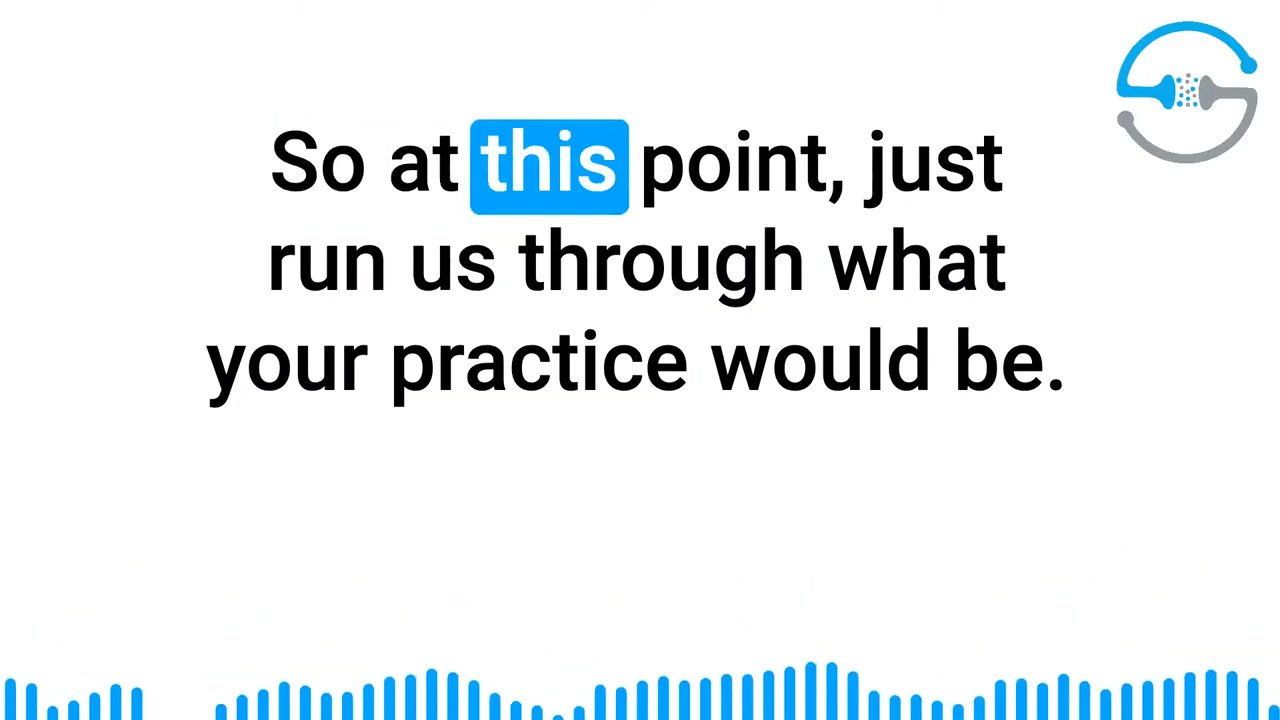 So at this point, just
run us through what
your practice would be.